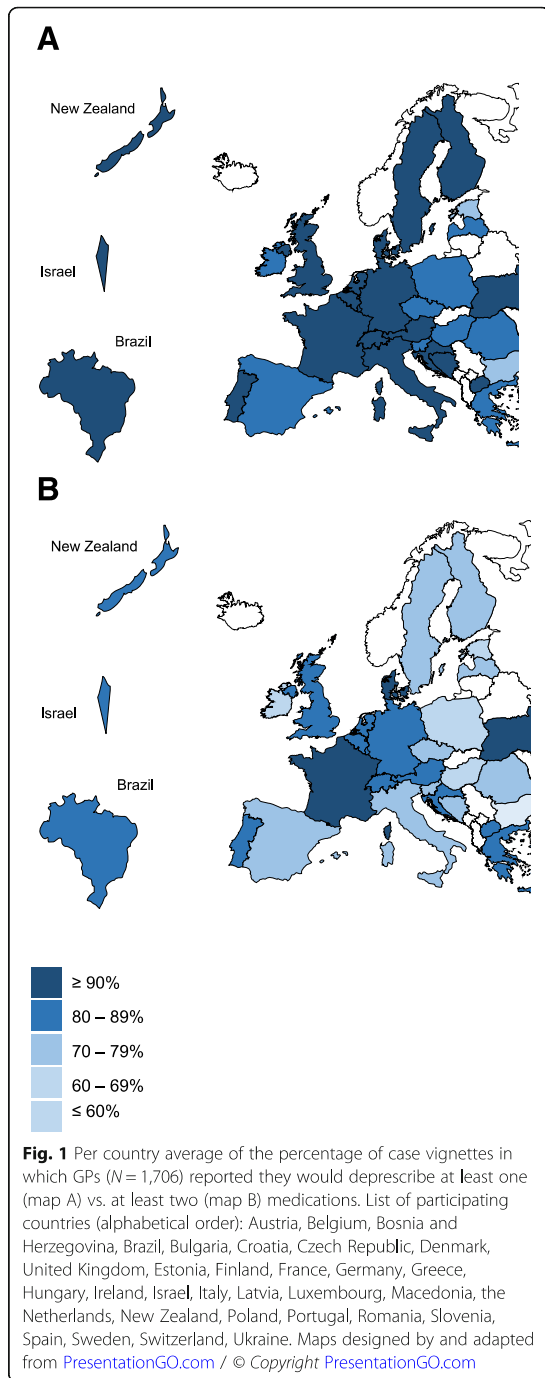 A
New Zealand
Israel
Brazil
B
New Zealand
Israel
Brazil
≥ 90%
80 – 89%
70 – 79%
60 – 69%
≤ 60%
Fig. 1 Per country average of the percentage of case vignettes in
which GPs (N = 1,706) reported they would deprescribe at least one
(map A) vs. at least two (map B) medications. List of participating
countries (alphabetical order): Austria, Belgium, Bosnia and
Herzegovina, Brazil, Bulgaria, Croatia, Czech Republic, Denmark,
United Kingdom, Estonia, Finland, France, Germany, Greece,
Hungary, Ireland, Israel, Italy, Latvia, Luxembourg, Macedonia, the
Netherlands, New Zealand, Poland, Portugal, Romania, Slovenia,
Spain, Sweden, Switzerland, Ukraine. Maps designed by and adapted
from PresentationGO.com / © Copyright PresentationGO.com